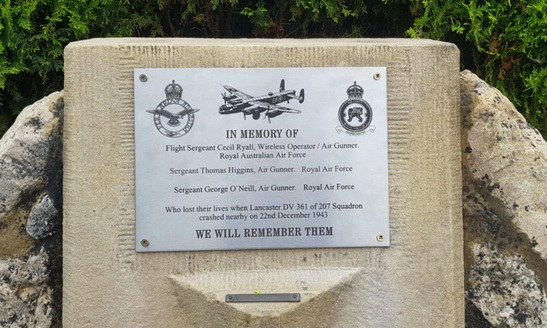 IN MEMORY OF
Flight Sergeant Cecil Ryall, Wireless Operator / Air Gunner.
Royal Australian Air Force
Sergeant Thomas Higgins, Air Gunner. Royal Air Force
Sergeant George O'Neill, Air Gunner. Royal Air Force
Who lost their lives when Lancaster DV 361 of 207 Squadron
crashed nearby on 22nd December 1943
WE WILL REMEMBER THEM